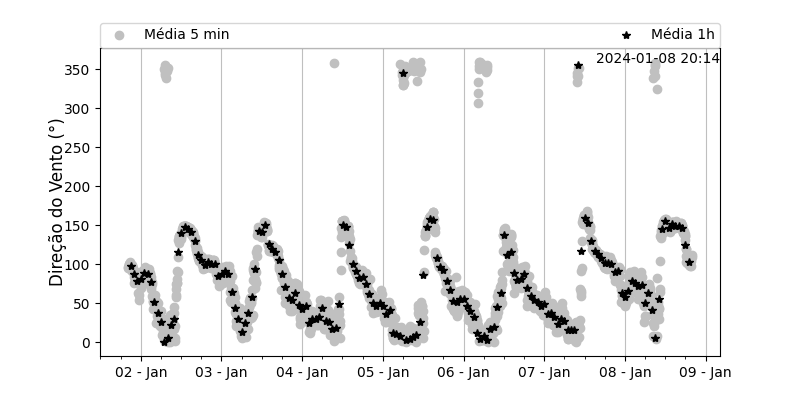 Média 5 min
Média 1h
2024-01-08 20:14
Direção do Vento (°)
350
300
250
200
150
100
50
0
02 - Jan 03 - Jan 04 - Jan 05 - Jan 06 - Jan 07 - Jan 08 - Jan 09 - Jan